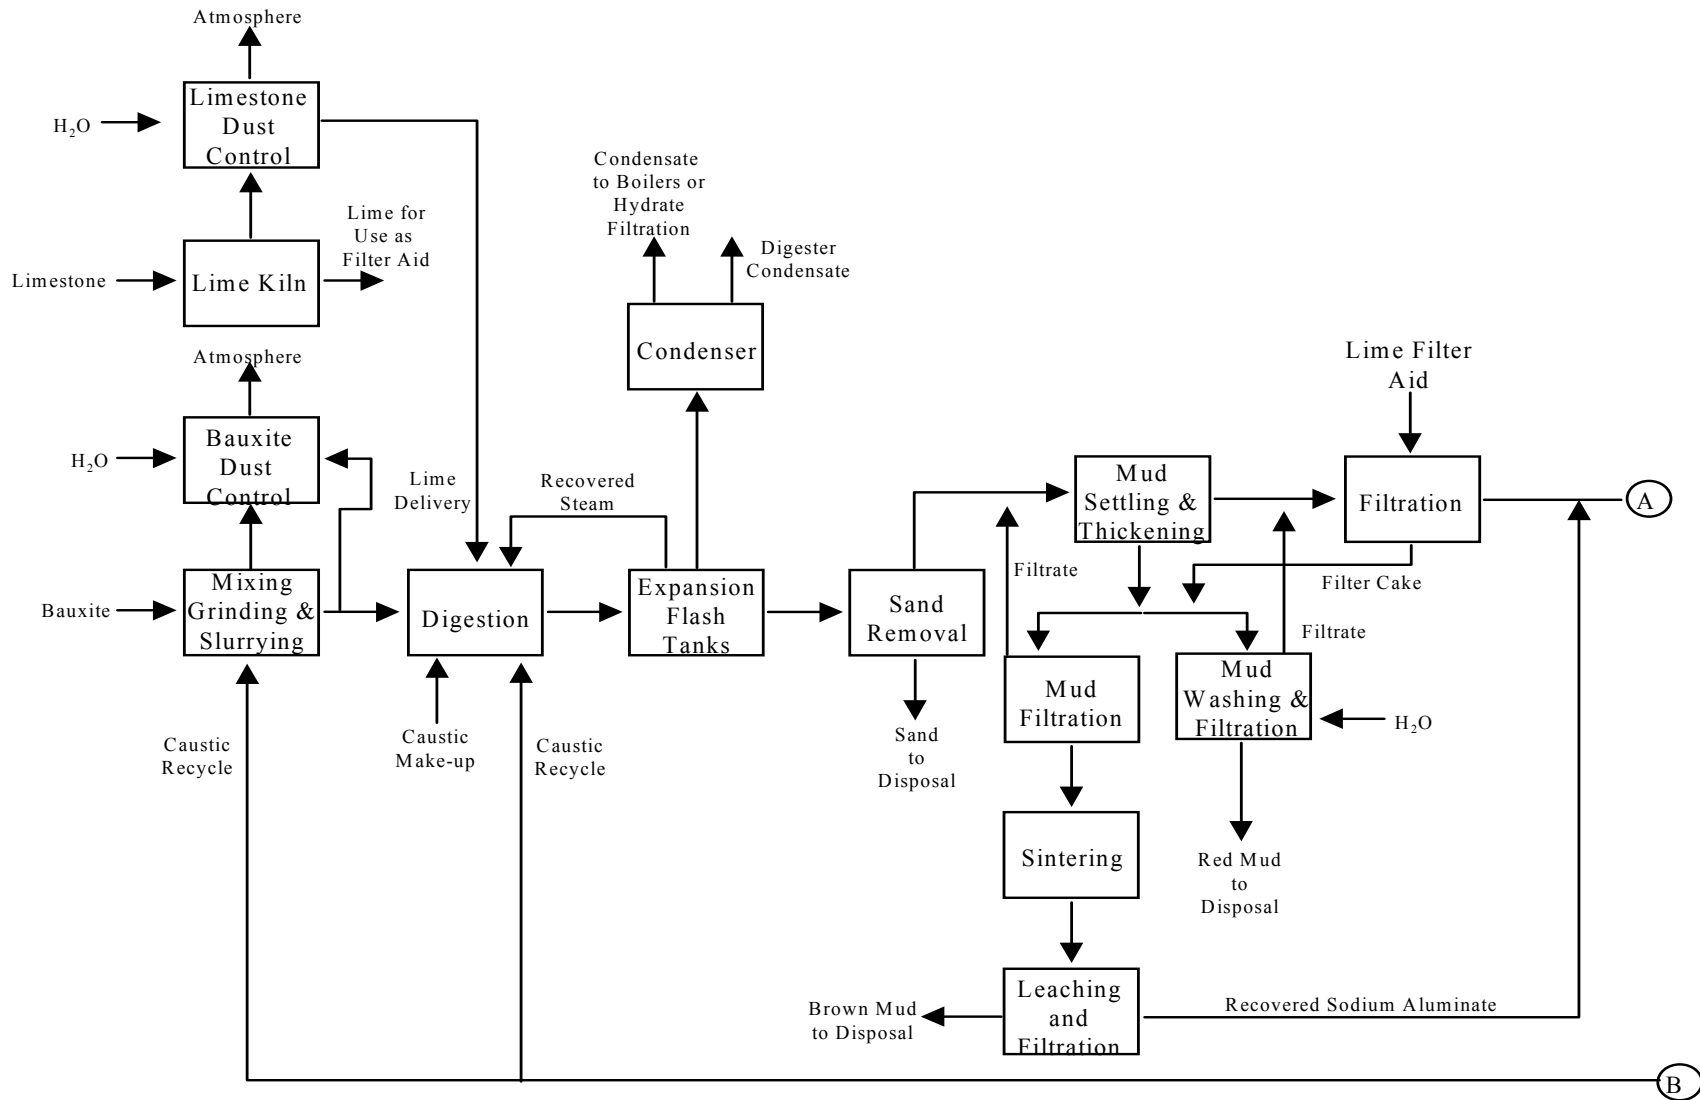 Atmosphere
Limestone
Dust
Control
H₂O
Lime for
Use as
Filter Aid
Limestone
Lime Kiln
Atmosphere
Bauxite
Dust
Control
H₂O
Bauxite
Mixing
Grinding &
Slurrying
Caustic
Recycle
Lime
Delivery
Recovered
Steam
Digestion
Caustic
Make-up
Caustic
Recycle
Condensate
to Boilers or
Hydrate
Filtration
Digester
Condensate
Condenser
Expansion
Flash
Tanks
Sand
Removal
Sand
to
Disposal
Mud
Settling &
Thickening
Filtrate
Mud
Filtration
Sintering
Leaching
and
Filtration
Brown Mud
to Disposal
Lime Filter
Aid
Filtration
A
Filter Cake
Filtrate
Mud
Washing &
Filtration
H₂O
Red Mud
to
Disposal
Recovered Sodium Aluminate
B